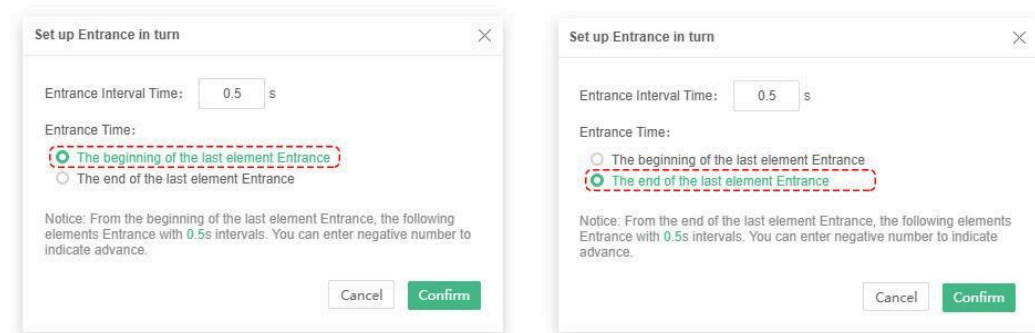 Set up Entrance in turn
Entrance Interval Time: 0.5 s
Entrance Time:
The beginning of the last element Entrance
The end of the last element Entrance
Notice: From the beginning of the last element Entrance, the following
elements Entrance with 0.5s intervals. You can enter negative number to
indicate advance.
Cancel Confirm
Set up Entrance in turn
Entrance Interval Time: 0.5 s
Entrance Time:
The beginning of the last element Entrance
The end of the last element Entrance
Notice: From the end of the last element Entrance, the following elements
Entrance with 0.5s intervals. You can enter negative number to indicate
advance.
Cancel Confirm